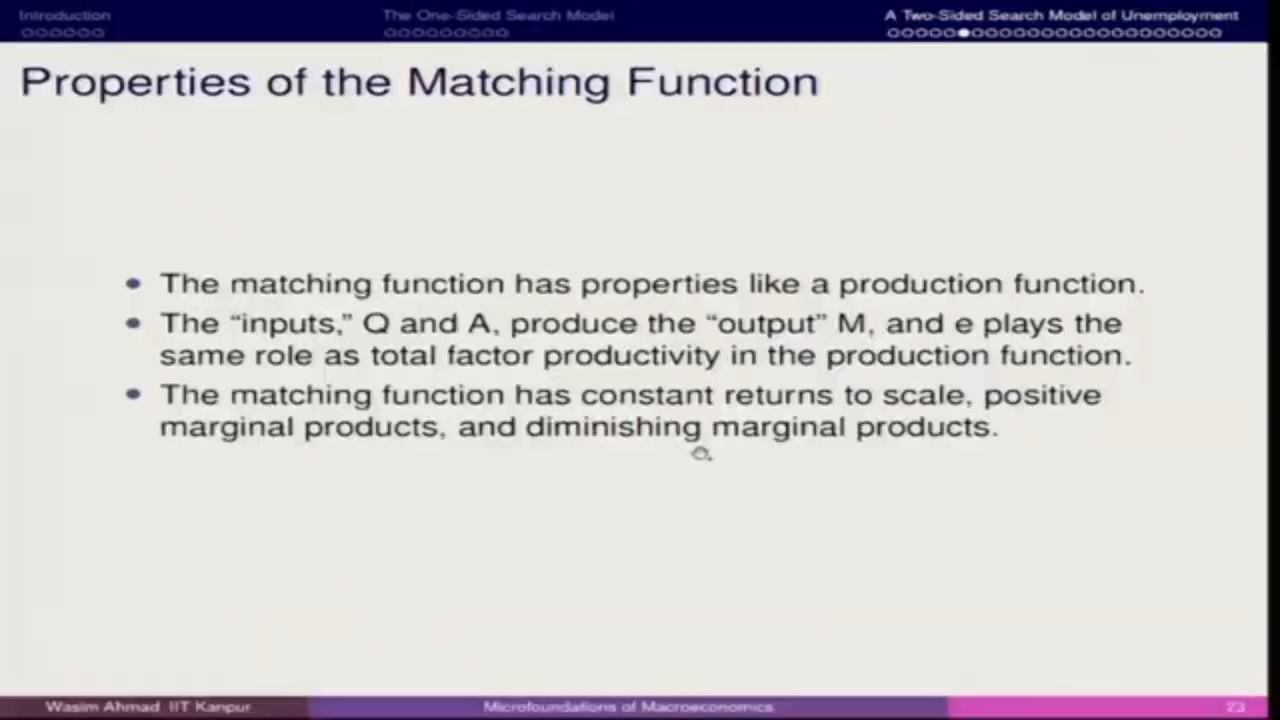 Introduction
The One-Sided Search Model
A Two-Sided Search Model of Unemployment
Properties of the Matching Function
• The matching function has properties like a production function.
• The “inputs,” Q and A, produce the “output” M, and e plays the
same role as total factor productivity in the production function.
• The matching function has constant returns to scale, positive
marginal products, and diminishing marginal products.
Wasim Ahmad IIT Kanpur
Microfoundations of Macroeconomics
23